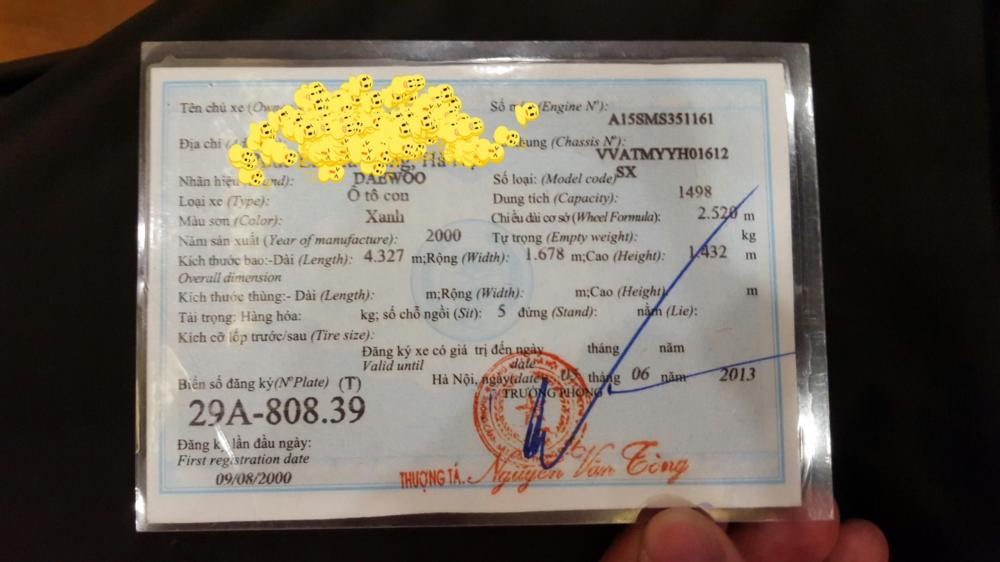 Tên chủ xe (Own
Số m (Engine Nº):
A15SMS351161
Địa chỉ
ung (Chassis Nº):
VVATMYYH01612
Nhãn hiệu DAEWOO
Số loại: (Model code) SX
Loại xe (Type): Ô tô con
Dung tích (Capacity): 1498
Màu sơn (Color): Xanh
Chiều dài cơ sở (Wheel Formula): 2.520 m
Năm sản xuất (Year of manufacture): 2000
Tự trọng (Empty weight): kg
Kích thước bao:-Dài (Length): 4.327 m;Rộng (Width): 1.678 m;Cao (Height): 1.432 m
Overall dimension
Kích thước thùng:- Dài (Length): m;Rộng (Width): m;Cao (Height): m
Tải trọng: Hàng hóa: kg; số chỗ ngồi (Sit): 5 đứng (Stand): nằm (Lie):
Kích cỡ lốp trước/sau (Tire size):
Đăng ký xe có giá trị đến ngày tháng năm
Valid until date
Biển số đăng ký(NºPlate) (T)
Hà Nội, ngày(date) tháng 06 năm 2013
TRƯỞNG PHÒNG
29A-808.39
Đăng ký lần đầu ngày:
First registration date
09/08/2000
THƯỢNG TÁ. Nguyễn Văn Tòng